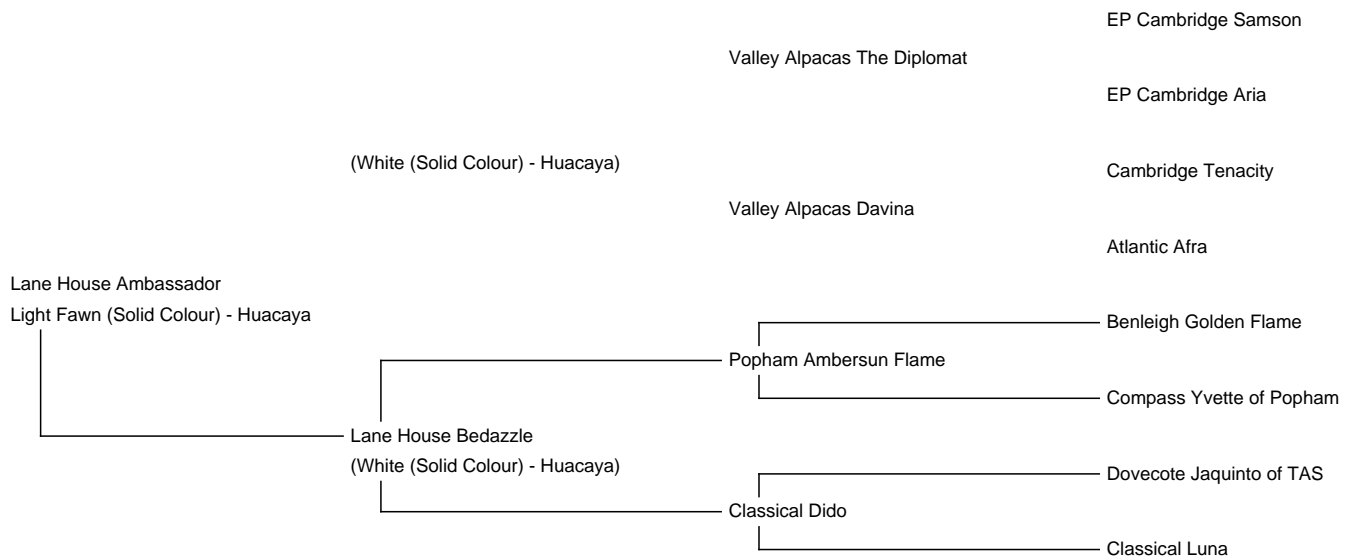 EP Cambridge Samson
Valley Alpacas The Diplomat
EP Cambridge Aria
(White (Solid Colour) - Huacaya)
Cambridge Tenacity
Valley Alpacas Davina
Atlantic Afra
Lane House Ambassador
Light Fawn (Solid Colour) - Huacaya
Benleigh Golden Flame
Popham Ambersun Flame
Compass Yvette of Popham
Lane House Bedazzle
(White (Solid Colour) - Huacaya)
Dovecote Jaquinto of TAS
Classical Dido
Classical Luna